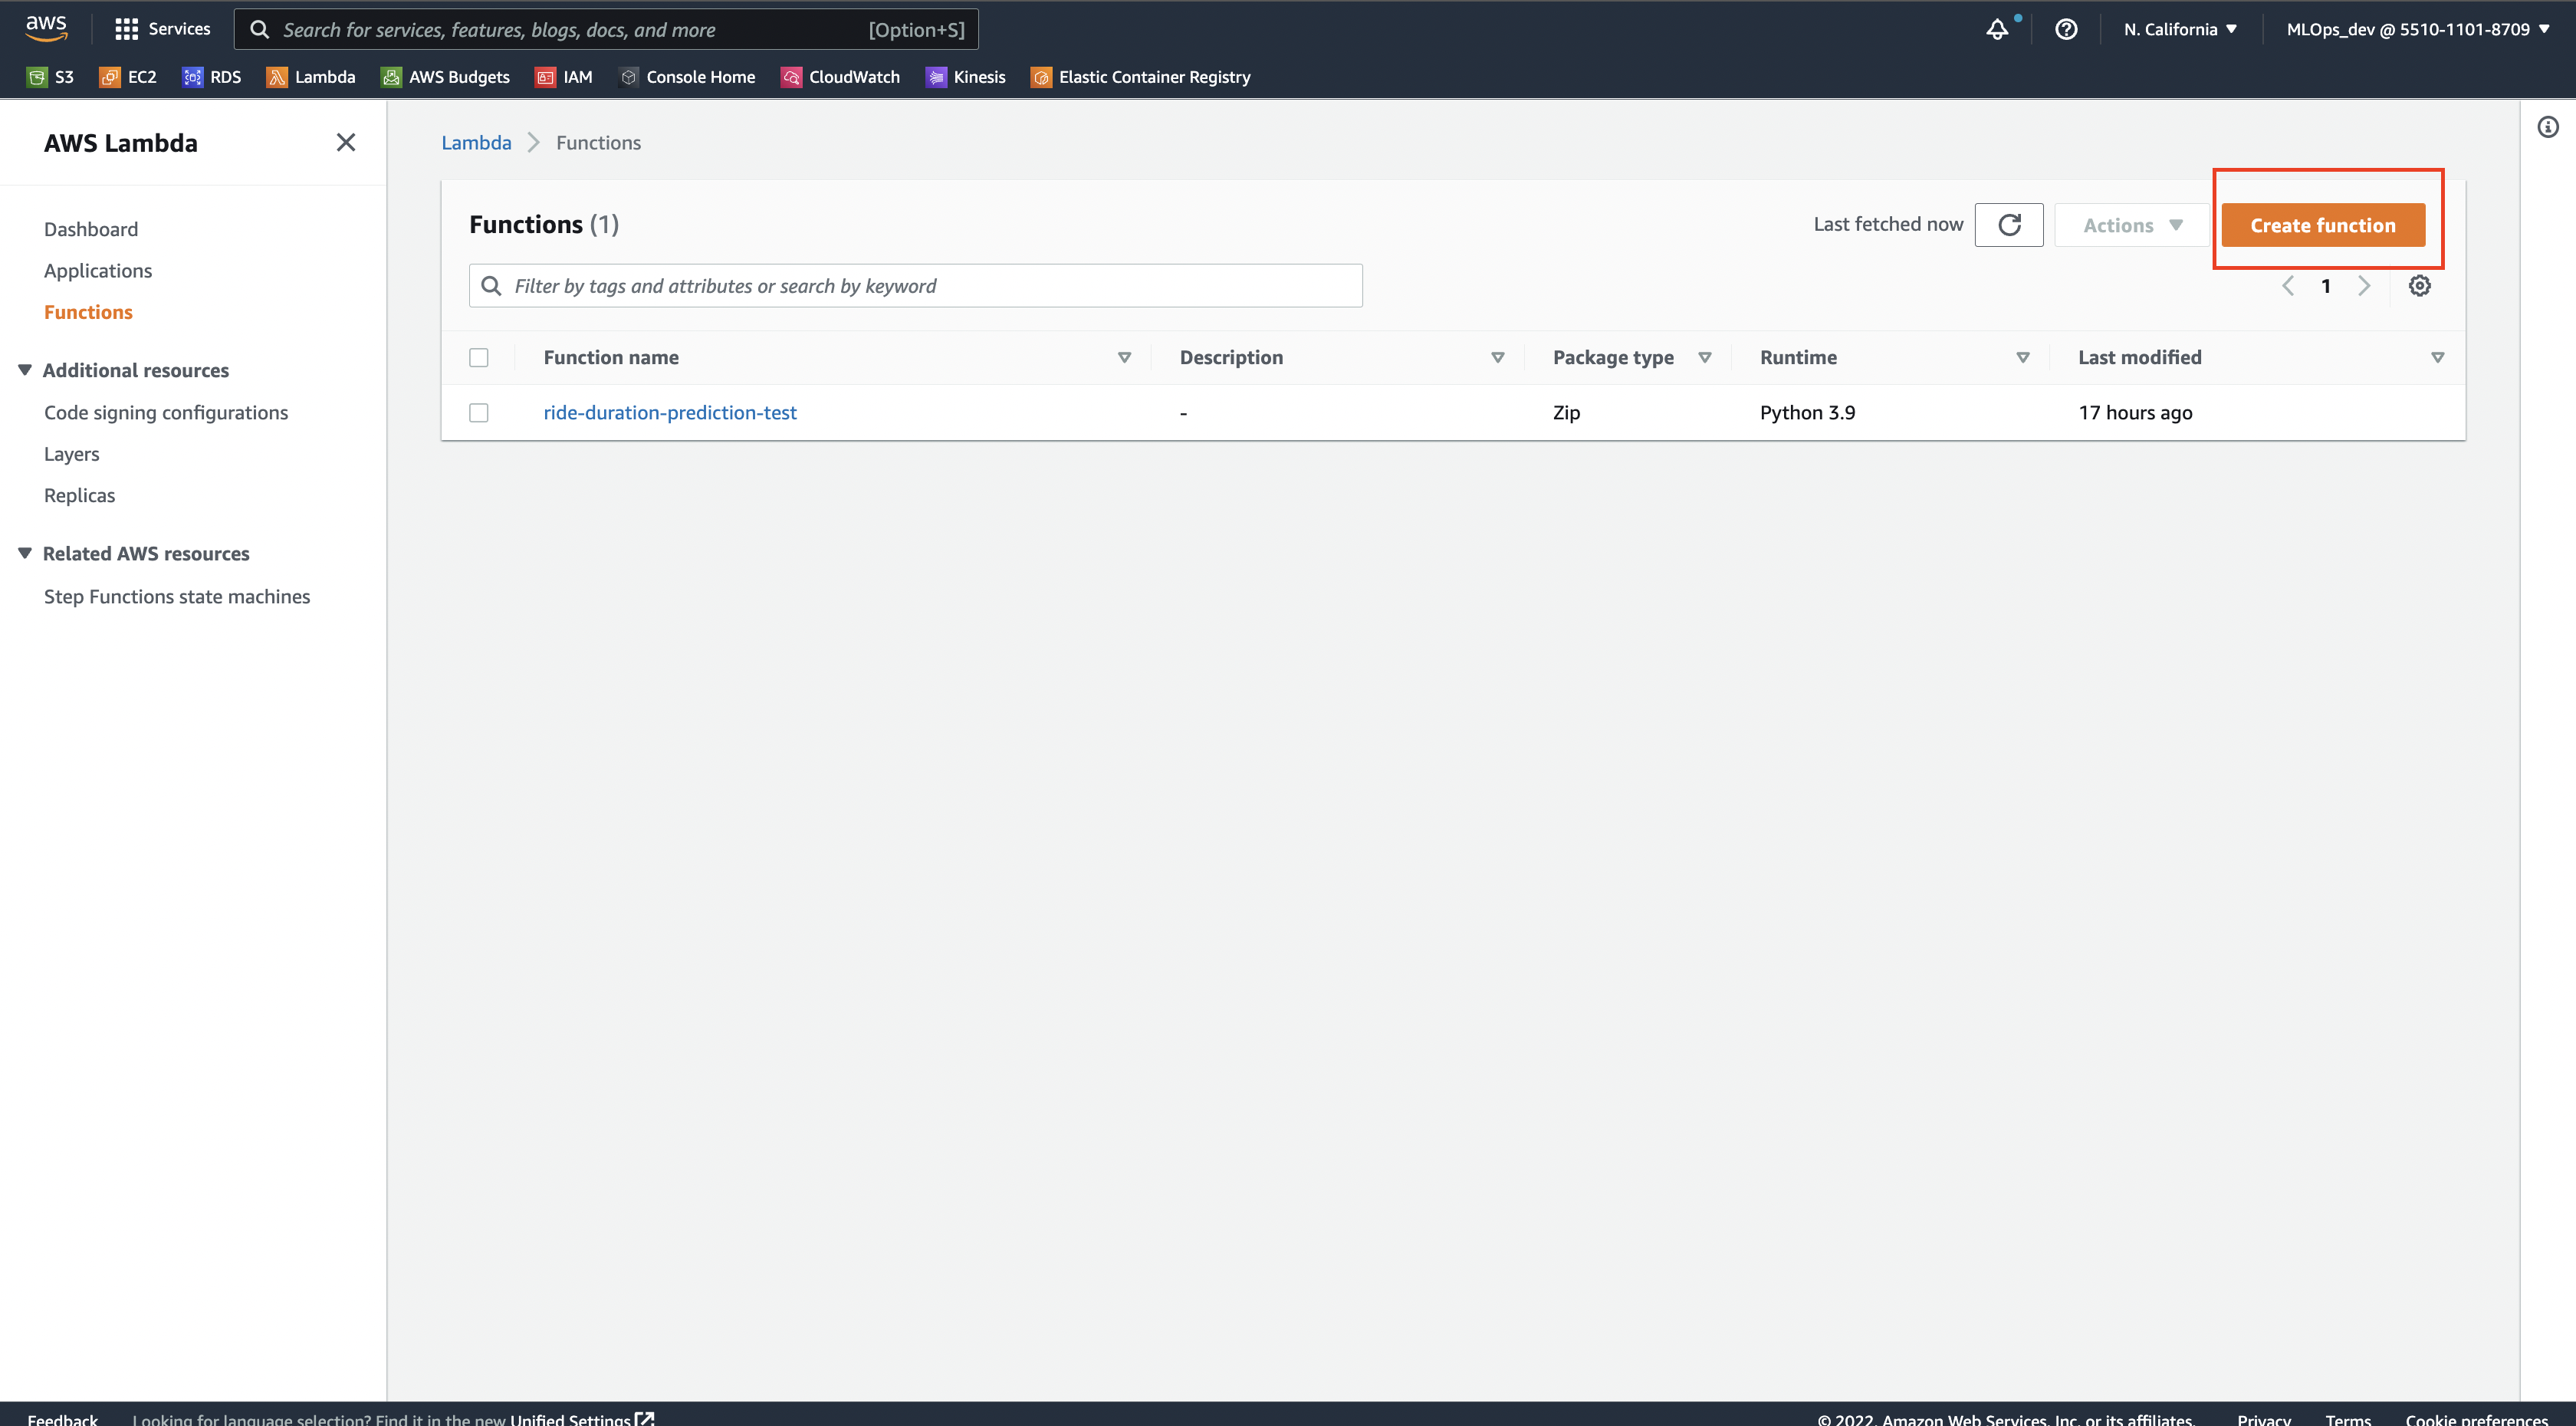 aws
Services
Search for services, features, blogs, docs, and more [Option+S]
N. California
MLOps_dev @ 5510-1101-8709
S3 EC2 RDS Lambda AWS Budgets IAM Console Home CloudWatch Kinesis Elastic Container Registry
AWS Lambda
Dashboard
Applications
Functions
Additional resources
Code signing configurations
Layers
Replicas
Related AWS resources
Step Functions state machines
Lambda Functions
Functions (1)
Last fetched now
Actions
Create function
Filter by tags and attributes or search by keyword
1
Function name Description Package type Runtime Last modified
ride-duration-prediction-test - Zip Python 3.9 17 hours ago
Feedback Looking for language selection? Find it in the new Unified Settings
© 2022, Amazon Web Services, Inc. or its affiliates. Privacy Terms Cookie preferences